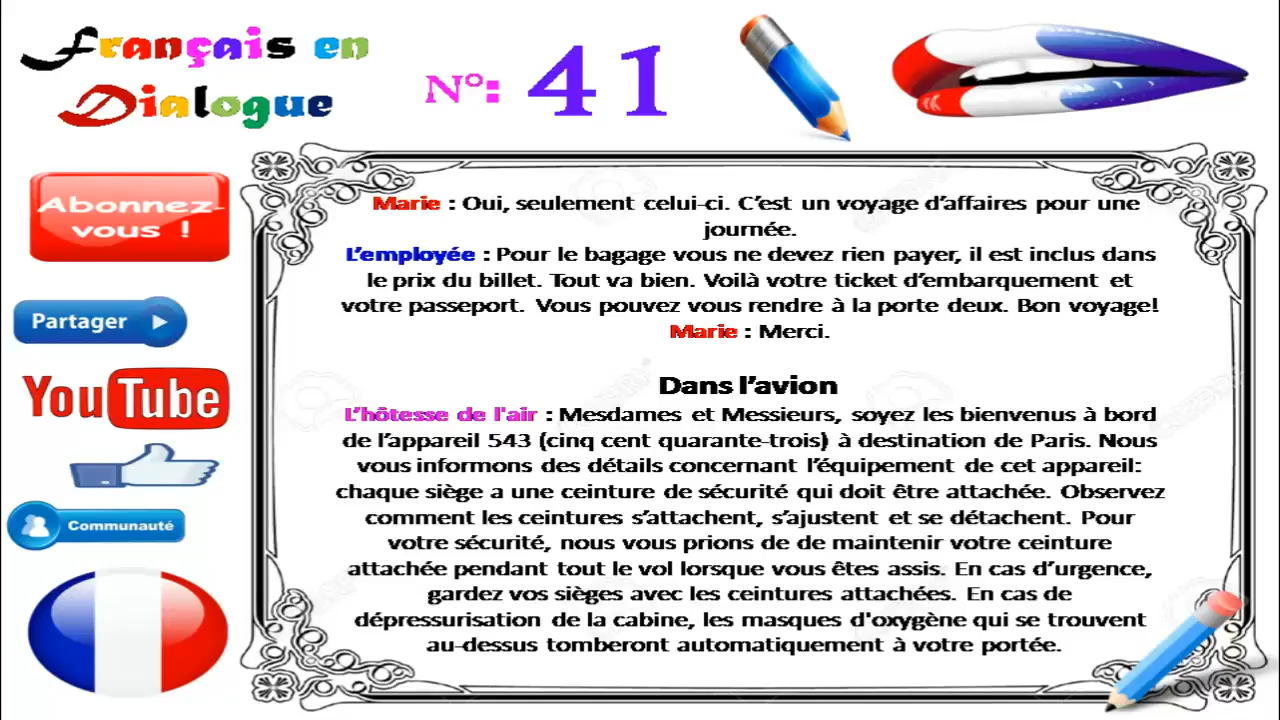 Français en
Dialogue
N°: 41
Abonnez-
vous !
Partager
YouTube
Communauté
Marie : Oui, seulement celui-ci. C’est un voyage d’affaires pour une
journée.
L’employée : Pour le bagage vous ne devez rien payer, il est inclus dans
le prix du billet. Tout va bien. Voilà votre ticket d’embarquement et
votre passeport. Vous pouvez vous rendre à la porte deux. Bon voyage!
Marie : Merci.
Dans l’avion
L’hôtesse de l'air : Mesdames et Messieurs, soyez les bienvenus à bord
de l’appareil 543 (cinq cent quarante-trois) à destination de Paris. Nous
vous informons des détails concernant l’équipement de cet appareil:
chaque siège a une ceinture de sécurité qui doit être attachée. Observez
comment les ceintures s’attachent, s’ajustent et se détachent. Pour
votre sécurité, nous vous prions de de maintenir votre ceinture
attachée pendant tout le vol lorsque vous êtes assis. En cas d’urgence,
gardez vos sièges avec les ceintures attachées. En cas de
dépressurisation de la cabine, les masques d'oxygène qui se trouvent
au-dessus tomberont automatiquement à votre portée.